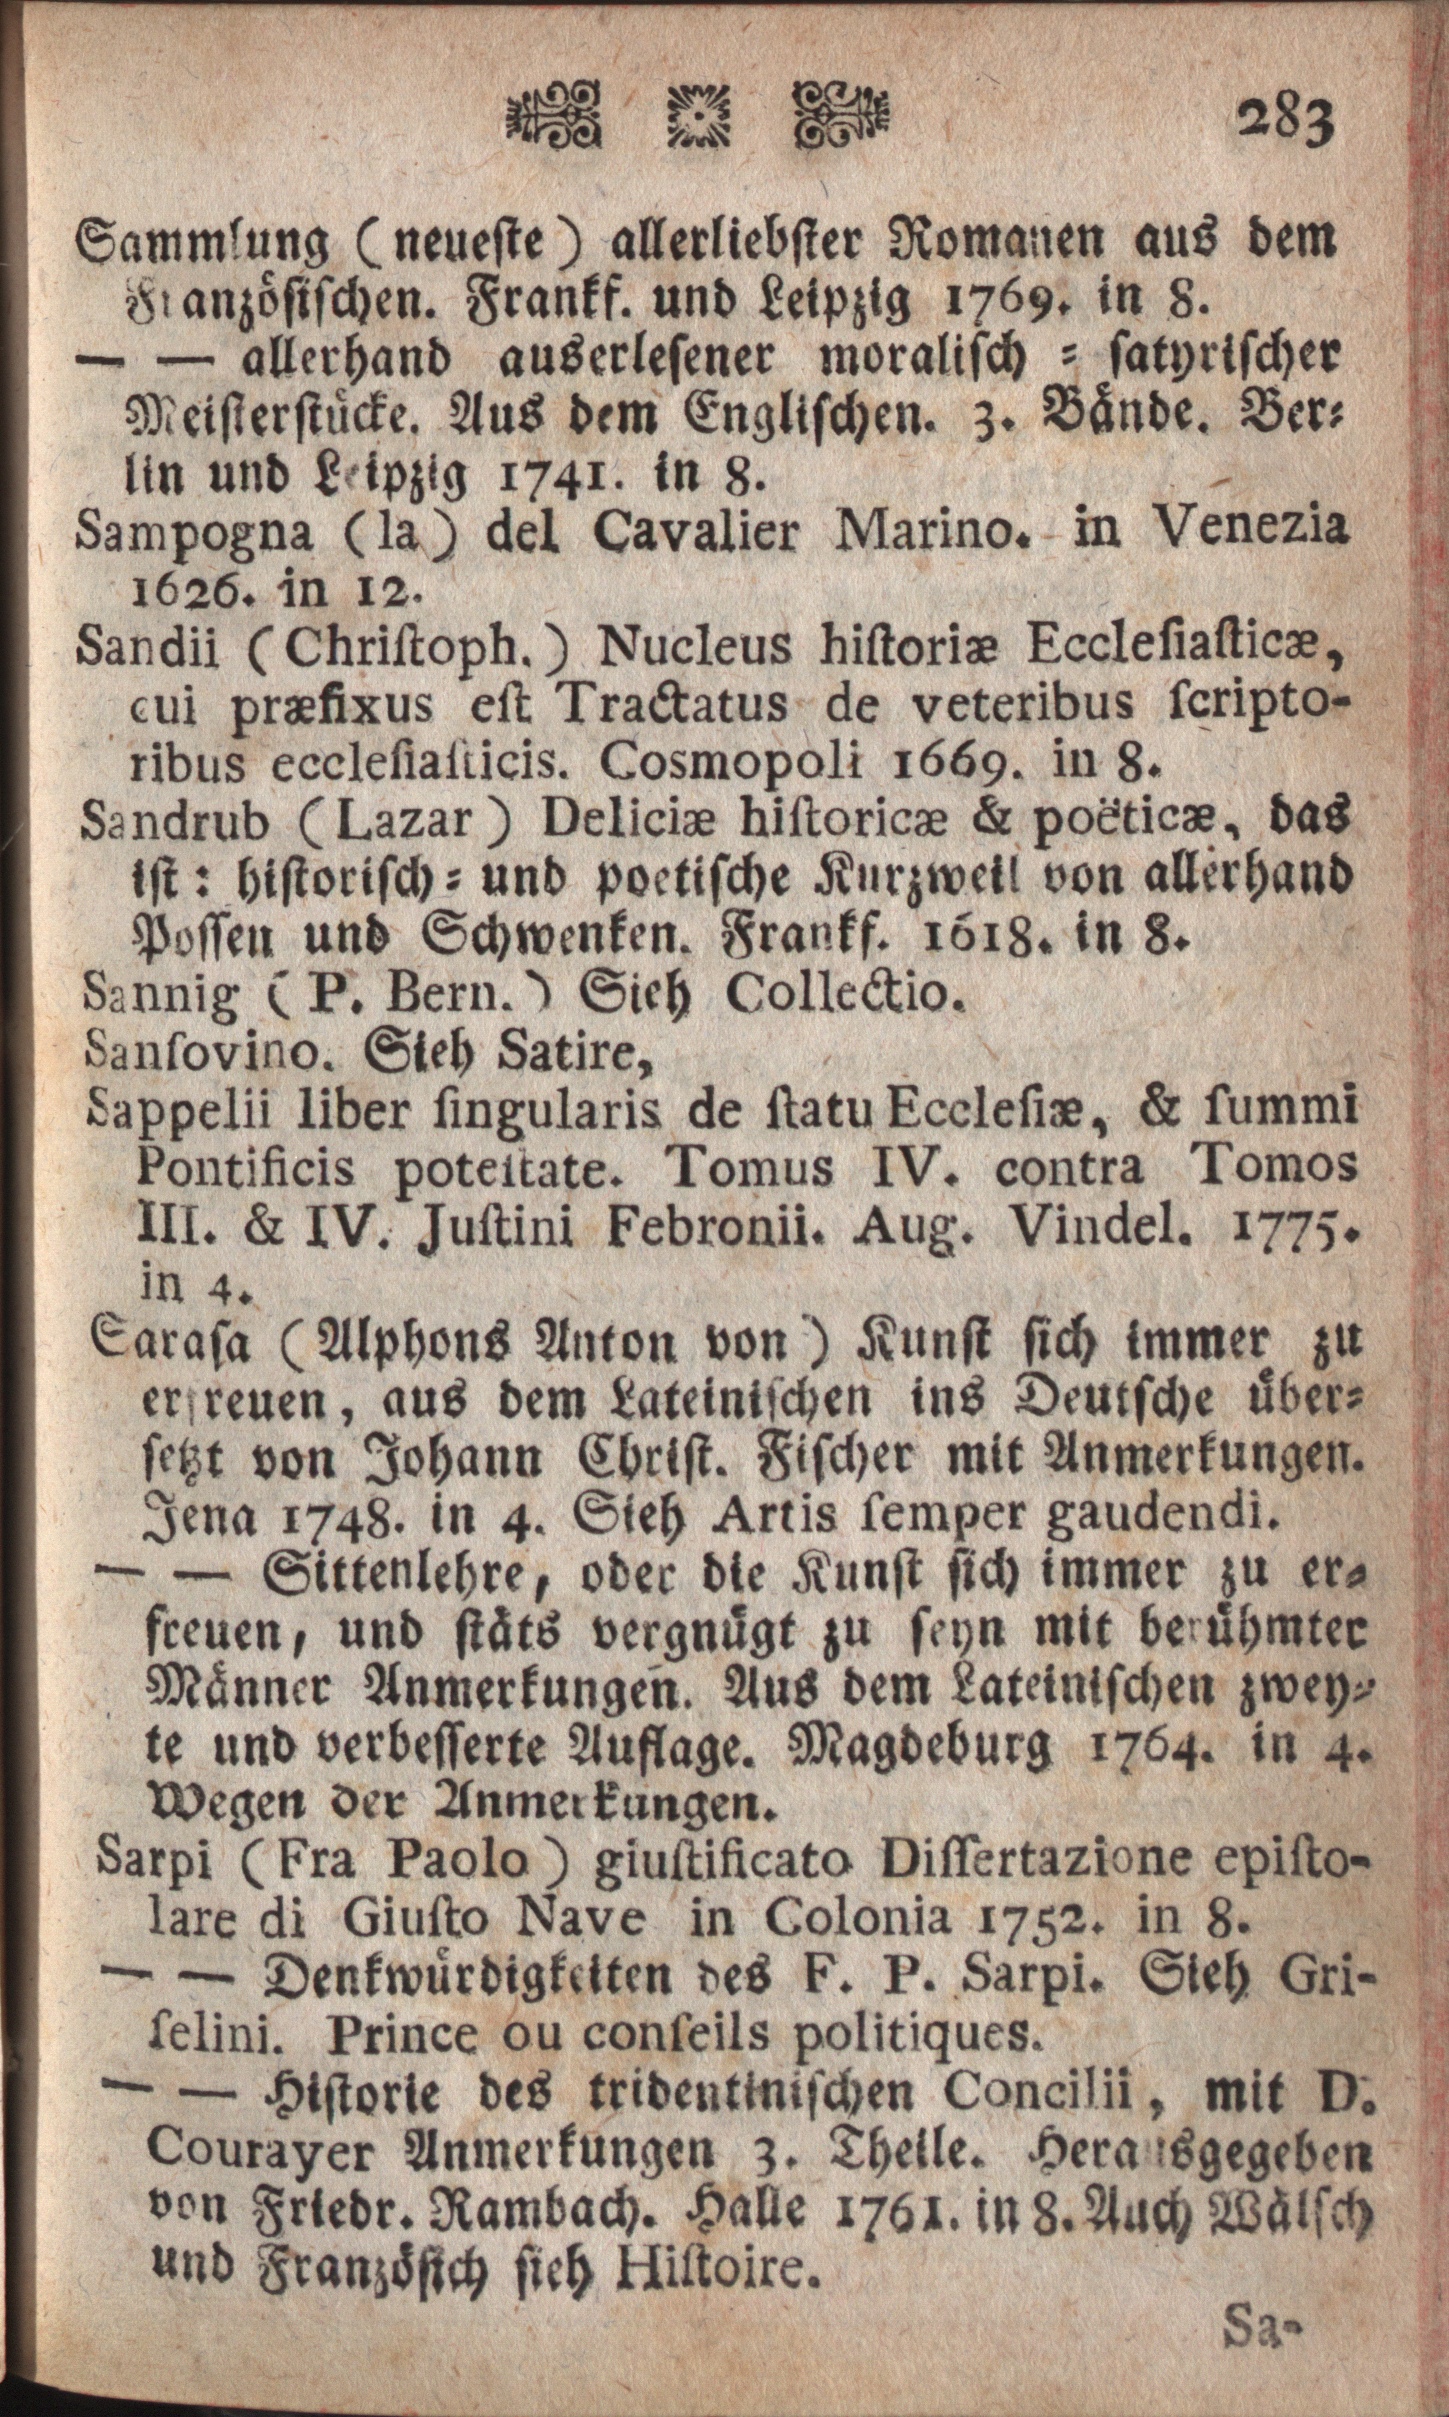 283
Sammlung (neueste) allerliebster Romanen aus dem
Französischen. Frankf. und Leipzig 1769. in 8.
— — allerhand auserlesener moralisch = satyrischer
Meisterstücke. Aus dem Englischen. 3. Bände. Ber=
lin und Leipzig 1741. in 8.
Sampogna (la) del Cavalier Marino. in Venezia
1626. in 12.
Sandii (Chriſtoph.) Nucleus hiſtoriæ Eccleſiaſticæ,
cui præfixus eſt Tractatus de veteribus ſcripto-
ribus eccleſiaſticis. Cosmopoli 1669. in 8.
Sandrub (Lazar) Deliciæ hiſtoricæ & poëticæ, das
ist: historisch= und poetische Kurzweil von allerhand
Possen und Schwenken. Frankf. 1618. in 8.
Sannig (P. Bern.) Sieh Collectio.
Sanſovino. Sieh Satire,
Sappelii liber ſingularis de ſtatu Eccleſiæ, & ſummi
Pontificis poteſtate. Tomus IV. contra Tomos
III. & IV. Juſtini Febronii. Aug. Vindel. 1775.
in 4.
Sarasa (Alphons Anton von) Kunst sich immer zu
erfreuen, aus dem Lateinischen ins Deutsche über=
setzt von Johann Christ. Fischer mit Anmerkungen.
Jena 1748. in 4. Sieh Artis ſemper gaudendi.
— — Sittenlehre, oder die Kunst sich immer zu er=
freuen, und stäts vergnügt zu seyn mit berühmter
Männer Anmerkungen. Aus dem Lateinischen zwey=
te und verbesserte Auflage. Magdeburg 1764. in 4.
Wegen der Anmerkungen.
Sarpi (Fra Paolo) giuſtificato Diſſertazione epiſto-
lare di Giuſto Nave in Colonia 1752. in 8.
— — Denkwürdigkeiten des F. P. Sarpi. Sieh Gri-
ſelini. Prince ou conſeils politiques.
— — Historie des tridentinischen Concilii, mit D.
Courayer Anmerkungen 3. Theile. Herausgegeben
von Friedr. Rambach. Halle 1761. in 8. Auch Wälsch
und Französich sieh Hiſtoire.
Sa-